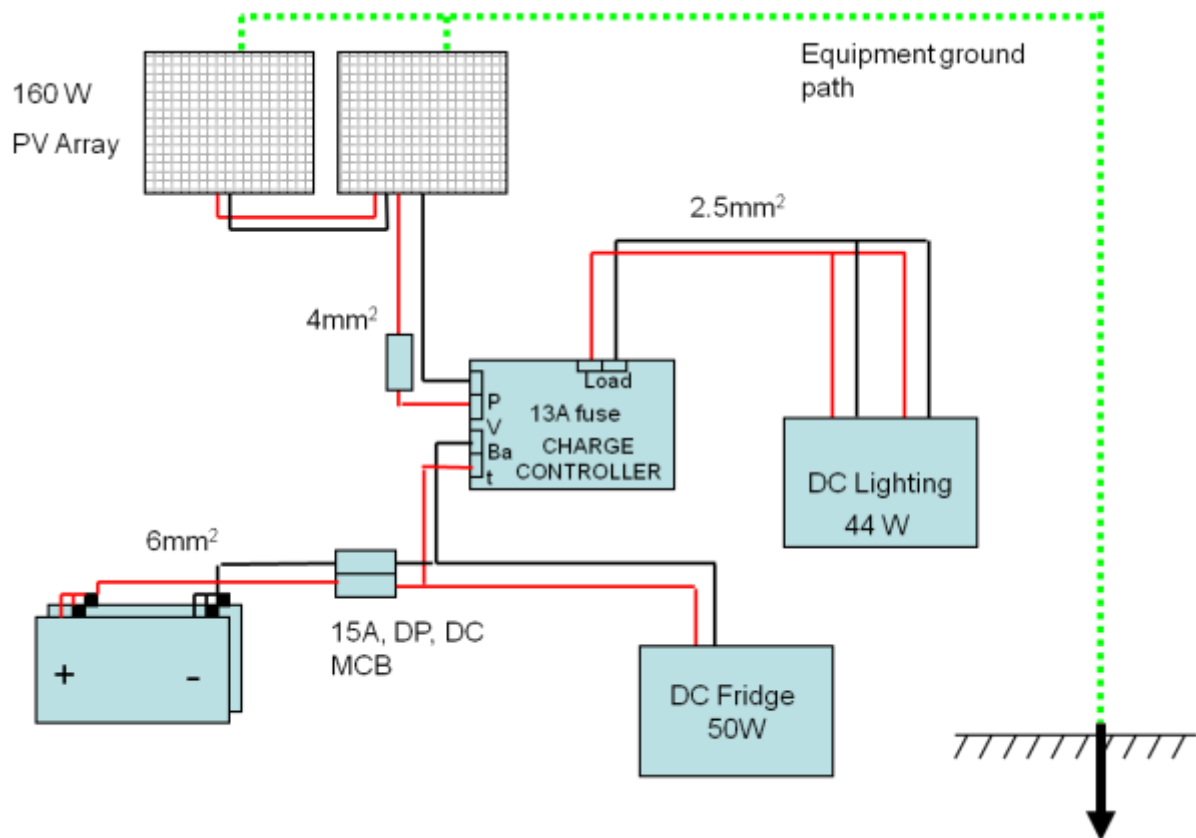 160 W
PV Array
Equipment ground
path
2.5mm²
4mm²
Load
P
V
13A fuse
Ba
t
CHARGE
CONTROLLER
DC Lighting
44 W
6mm²
15A, DP, DC
MCB
+
-
DC Fridge
50W